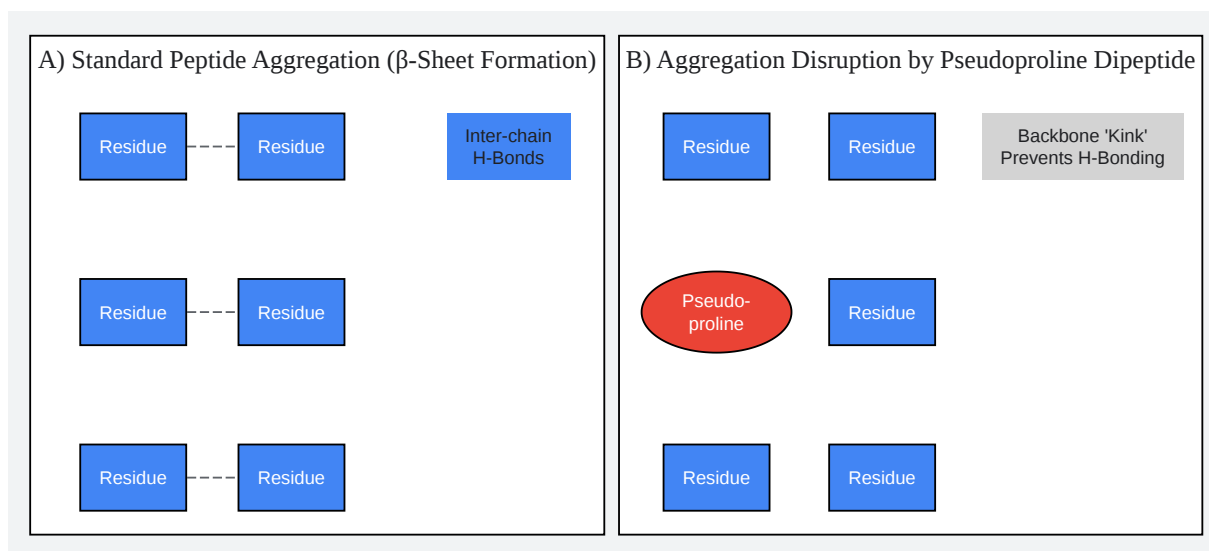 A) Standard Peptide Aggregation (β-Sheet Formation)
Residue
Residue
Inter-chain
H-Bonds
Residue
Residue
Residue
Residue
B) Aggregation Disruption by Pseudoproline Dipeptide
Residue
Residue
Backbone 'Kink'
Prevents H-Bonding
Pseudo-
proline
Residue
Residue
Residue